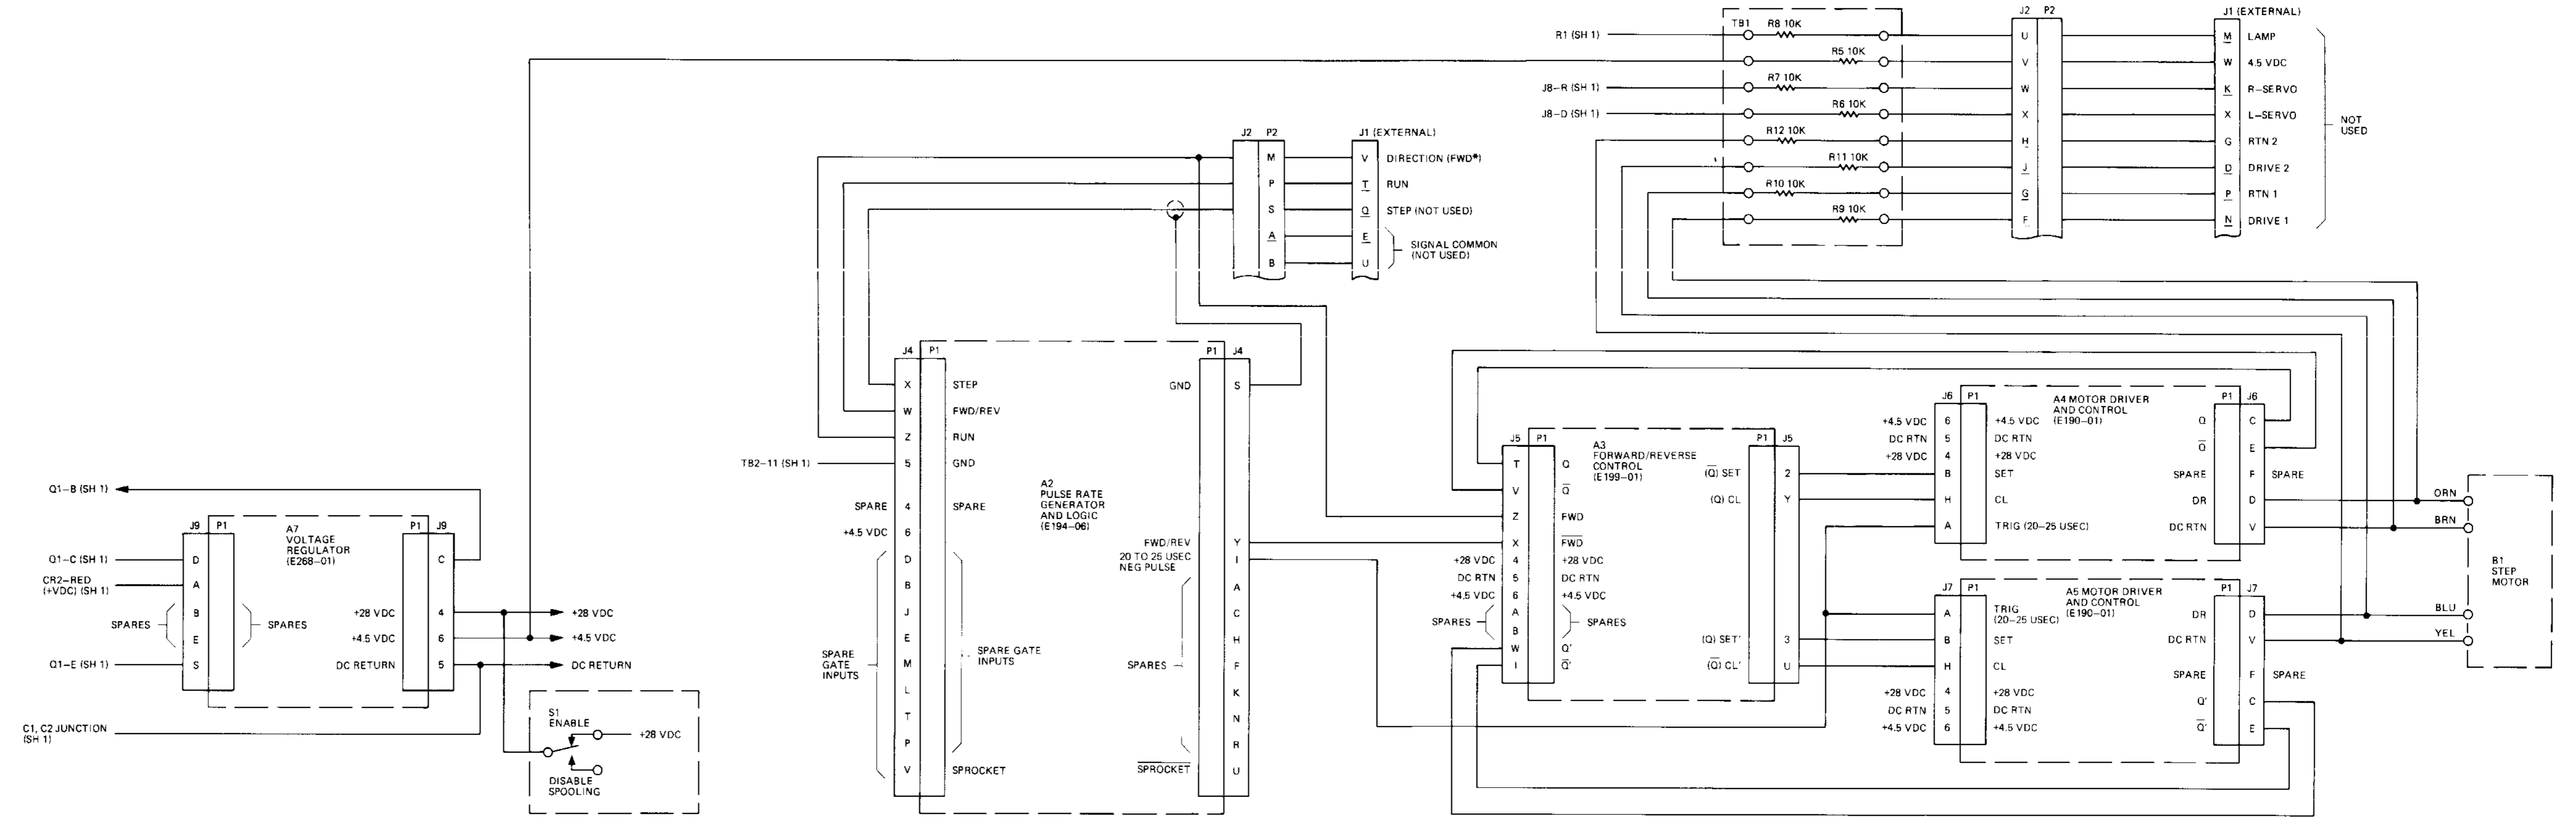 Q1-B (SH 1)
J9 P1
A7
VOLTAGE
REGULATOR
(E268-01)
P1 J9
Q1-C (SH 1)
D
C
CR2-RED
(+VDC) (SH 1)
A
B
SPARES
SPARES
E
+28 VDC 4 +28 VDC
+4.5 VDC 6 +4.5 VDC
Q1-E (SH 1)
S
DC RETURN 5 DC RETURN
C1, C2 JUNCTION
(SH 1)
S1
ENABLE
+28 VDC
DISABLE
SPOOLING
J2 P2
J1 (EXTERNAL)
M V DIRECTION (FWD*)
P T RUN
S Q STEP (NOT USED)
A E
B U
SIGNAL COMMON
(NOT USED)
J4 P1
P1 J4
X STEP
GND S
W FWD/REV
Z RUN
TB2-11 (SH 1) 5 GND
A2
PULSE RATE
GENERATOR
AND LOGIC
(E194-06)
SPARE 4 SPARE
+4.5 VDC 6
D
B
J
E
M
L
T
P
V SPROCKET
SPARE
GATE
INPUTS
SPARE GATE
INPUTS
FWD/REV Y
20 TO 25 USEC
NEG PULSE
I
A
C
H
F
K
N
R
SPARES
SPROCKET U
TB1
R1 (SH 1) R8 10K U M LAMP
R5 10K V W 4.5 VDC
J8-R (SH 1) R7 10K W K R-SERVO
J8-D (SH 1) R6 10K X X L-SERVO
R12 10K H G RTN 2
R11 10K J D DRIVE 2
R10 10K G P RTN 1
R9 10K F N DRIVE 1
J2 P2
J1 (EXTERNAL)
NOT
USED
J5 P1
A3
FORWARD/REVERSE
CONTROL
(E199-01)
P1 J5
T Q
V Q
Z FWD
X FWD
+28 VDC 4 +28 VDC
DC RTN 5 DC RTN
+4.5 VDC 6 +4.5 VDC
A
SPARES
SPARES
B
W Q'
I Q'
(Q) SET 2
(Q) CL Y
(Q) SET' 3
(Q) CL' U
J6 P1
A4 MOTOR DRIVER
AND CONTROL
(E190-01)
P1 J6
+4.5 VDC 6 +4.5 VDC
DC RTN 5 DC RTN
+28 VDC 4 +28 VDC
B SET
H CL
A TRIG (20-25 USEC)
Q C
Q E
SPARE F SPARE
DR D
DC RTN V
J7 P1
A5 MOTOR DRIVER
AND CONTROL
(E190-01)
P1 J7
A TRIG
(20-25 USEC)
B SET
H CL
+28 VDC 4 +28 VDC
DC RTN 5 DC RTN
+4.5 VDC 6 +4.5 VDC
DR D
DC RTN V
SPARE F SPARE
Q' C
Q' E
ORN
BRN
BLU
YEL
B1
STEP
MOTOR